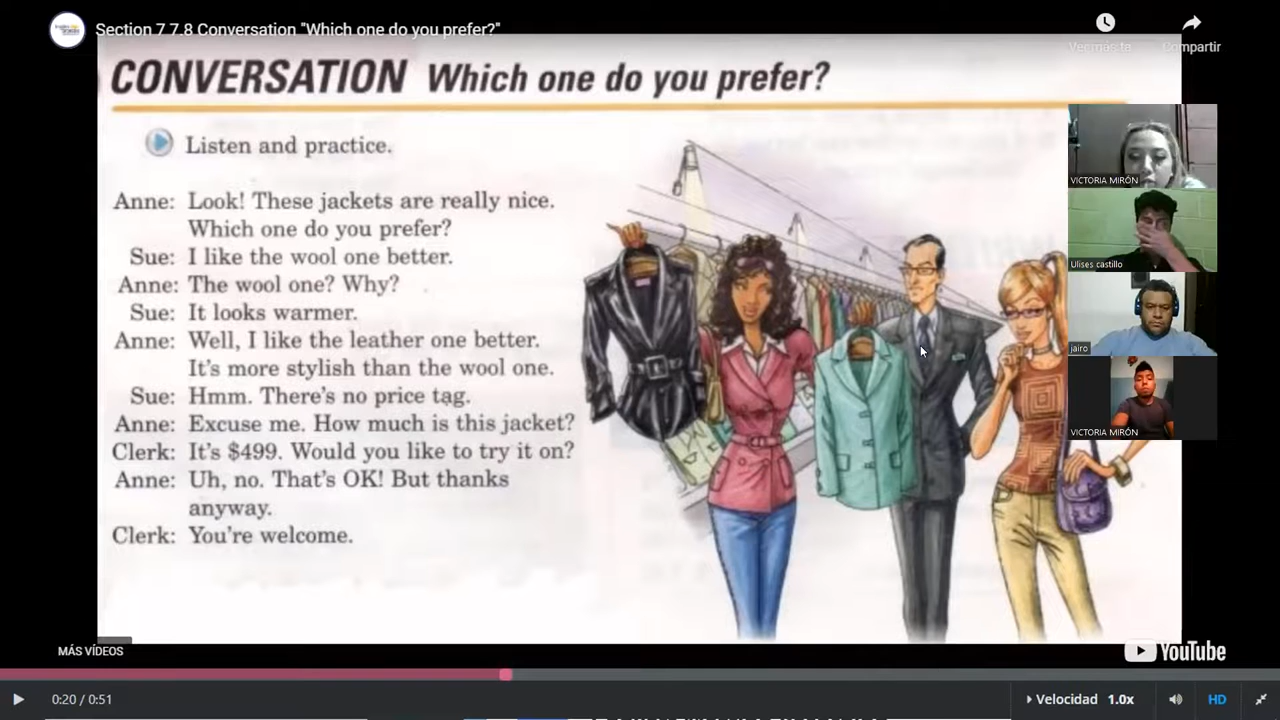 Section 7 7.8 Conversation "Which one do you prefer?"
Compartir
CONVERSATION Which one do you prefer?
Listen and practice.
Anne: Look! These jackets are really nice.
Which one do you prefer?
Sue: I like the wool one better.
Anne: The wool one? Why?
Sue: It looks warmer.
Anne: Well, I like the leather one better.
It's more stylish than the wool one.
Sue: Hmm. There's no price tag.
Anne: Excuse me. How much is this jacket?
Clerk: It's $499. Would you like to try it on?
Anne: Uh, no. That's OK! But thanks
anyway.
Clerk: You're welcome.
VICTORIA MIRÓN
Ulises castillo
jairo
VICTORIA MIRÓN
MÁS VÍDEOS
YouTube
0:20 / 0:51
Velocidad 1.0x
HD